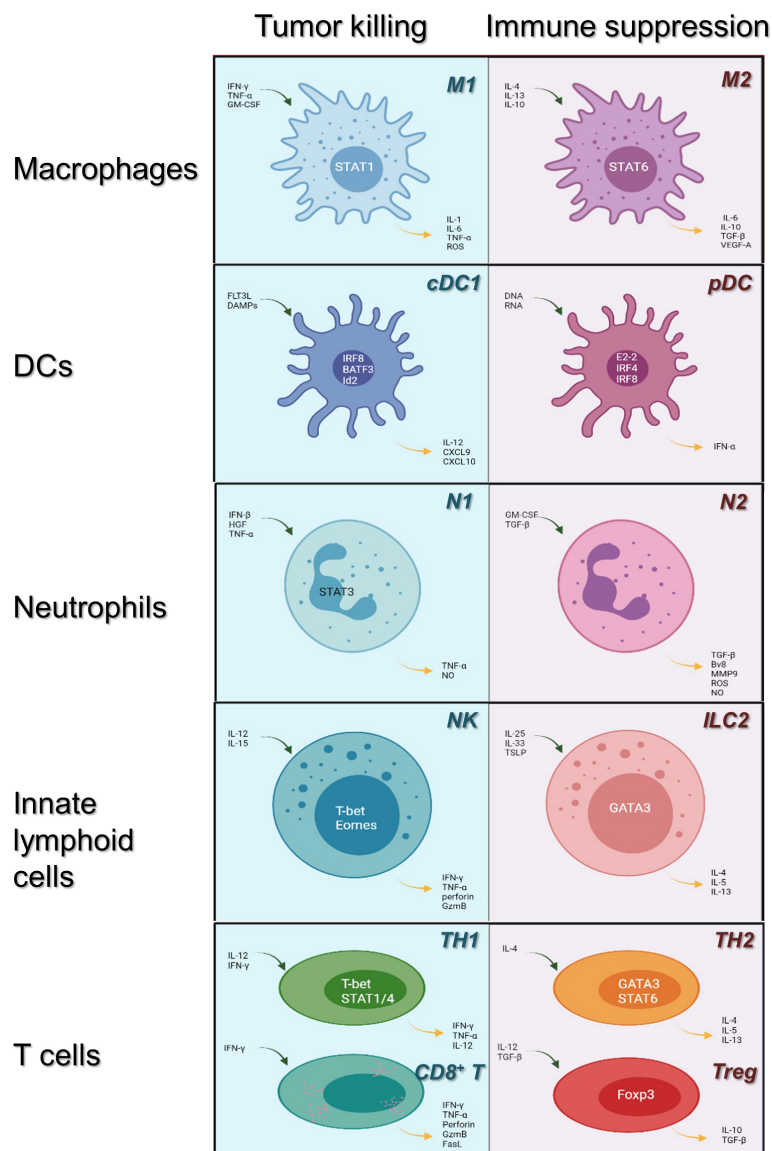 Tumor killing
Immune suppression
Macrophages
M1
IFN-γ
TNF-α
GM-CSF
STAT1
IL-1
IL-6
TNF-α
ROS
M2
IL-4
IL-13
IL-10
STAT6
IL-6
IL-10
TGF-β
VEGF-A
DCs
cDC1
FLT3L
DAMPs
IRF8
BATF3
Id2
IL-12
CXCL9
CXCL10
pDC
DNA
RNA
E2-2
IRF4
IRF8
IFN-α
Neutrophils
N1
IFN-β
HGF
TNF-α
STAT3
TNF-α
NO
N2
GM-CSF
TGF-β
TGF-β
Bv8
MMP9
ROS
NO
Innate
lymphoid
cells
NK
IL-12
IL-15
T-bet
Eomes
IFN-γ
TNF-α
perforin
GzmB
ILC2
IL-25
IL-33
TSLP
GATA3
IL-4
IL-5
IL-13
T cells
TH1
IL-12
IFN-γ
T-bet
STAT1/4
IFN-γ
TNF-α
IL-12
TH2
IL-4
GATA3
STAT6
IL-4
IL-5
IL-13
CD8⁺ T
IFN-γ
IFN-γ
TNF-α
Perforin
GzmB
FasL
Treg
IL-12
TGF-β
Foxp3
IL-10
TGF-β